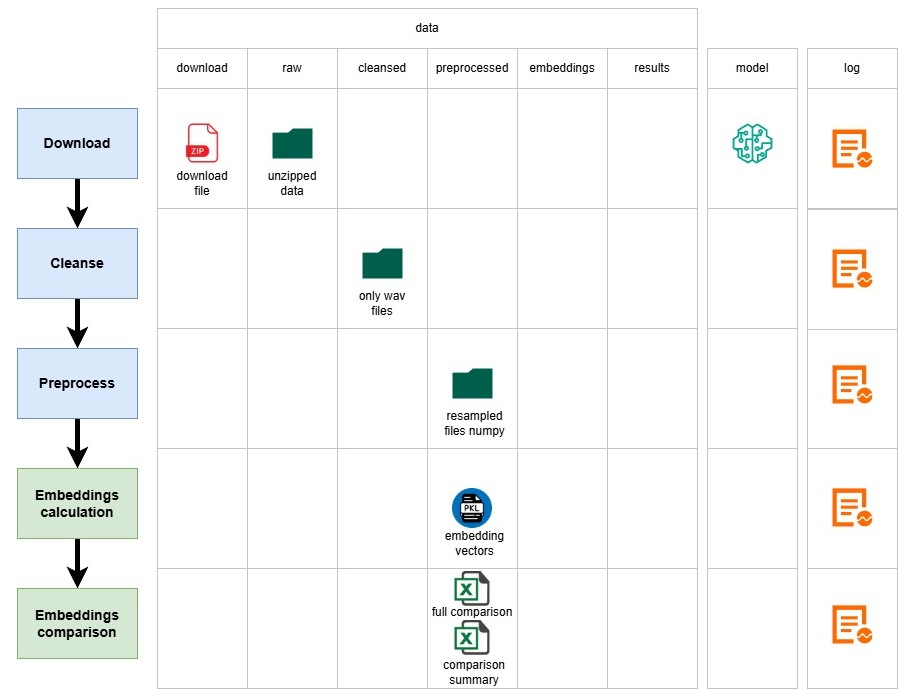 data
download
raw
cleansed
preprocessed
embeddings
results
model
log
Download
ZIP
download
file
unzipped
data
Cleanse
only wav
files
Preprocess
resampled
files numpy
Embeddings
calculation
PKL
embedding
vectors
Embeddings
comparison
X
full comparison
X
comparison
summary